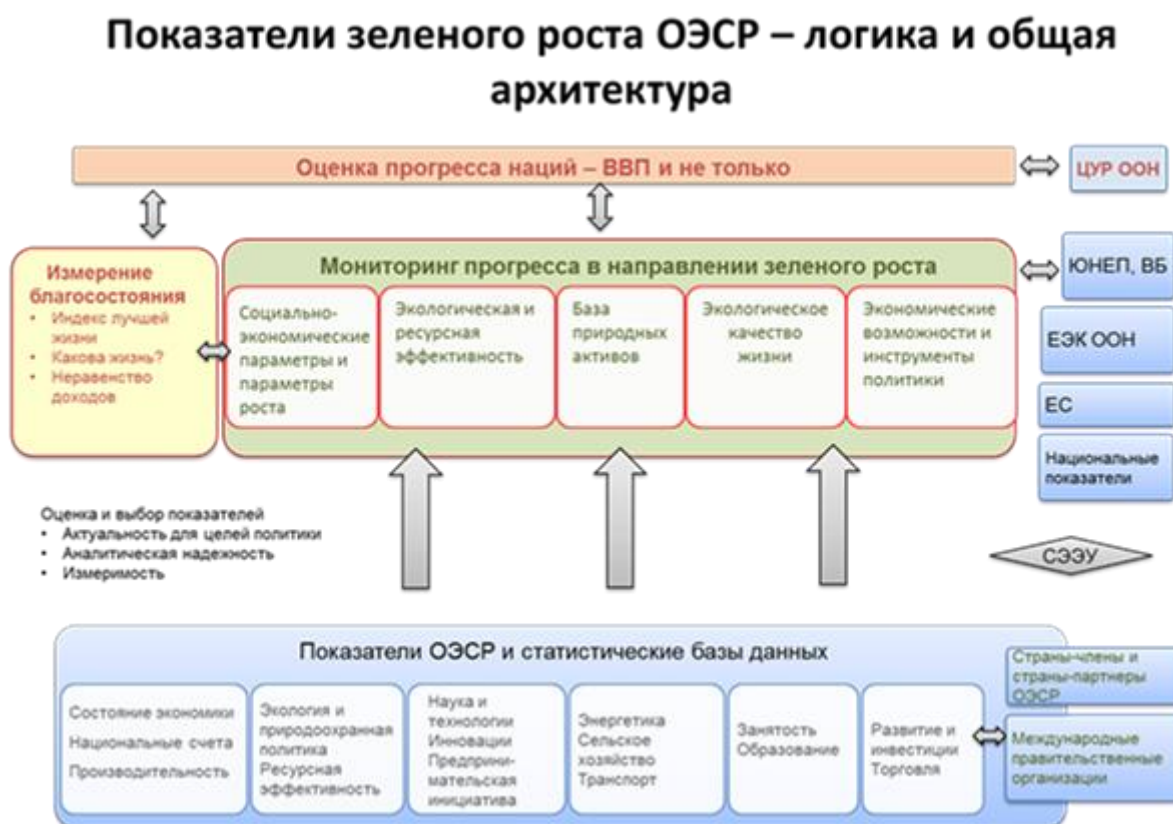 Показатели зеленого роста ОЭСР – логика и общая
архитектура
Оценка прогресса наций – ВВП и не только
ЦУР ООН
Измерение
благосостояния
• Индекс лучшей
жизни
• Какова жизнь?
• Неравенство
доходов
Мониторинг прогресса в направлении зеленого роста
Социально-
экономические
параметры и
параметры
роста
Экологическая и
ресурсная
эффективность
База
природных
активов
Экологическое
качество
жизни
Экономические
возможности и
инструменты
политики
ЮНЕП, ВБ
ЕЭК ООН
ЕС
Национальные
показатели
Оценка и выбор показателей
• Актуальность для целей политики
• Аналитическая надежность
• Измеримость
СЭЭУ
Показатели ОЭСР и статистические базы данных
Состояние экономики
Национальные счета
Производительность
Экология и
природоохранная
политика
Ресурсная
эффективность
Наука и
технологии
Инновации
Предприни-
мательская
инициатива
Энергетика
Сельское
хозяйство
Транспорт
Занятость
Образование
Развитие и
инвестиции
Торговля
Страны-члены и
страны-партнеры
ОЭСР
Международные
правительственные
организации